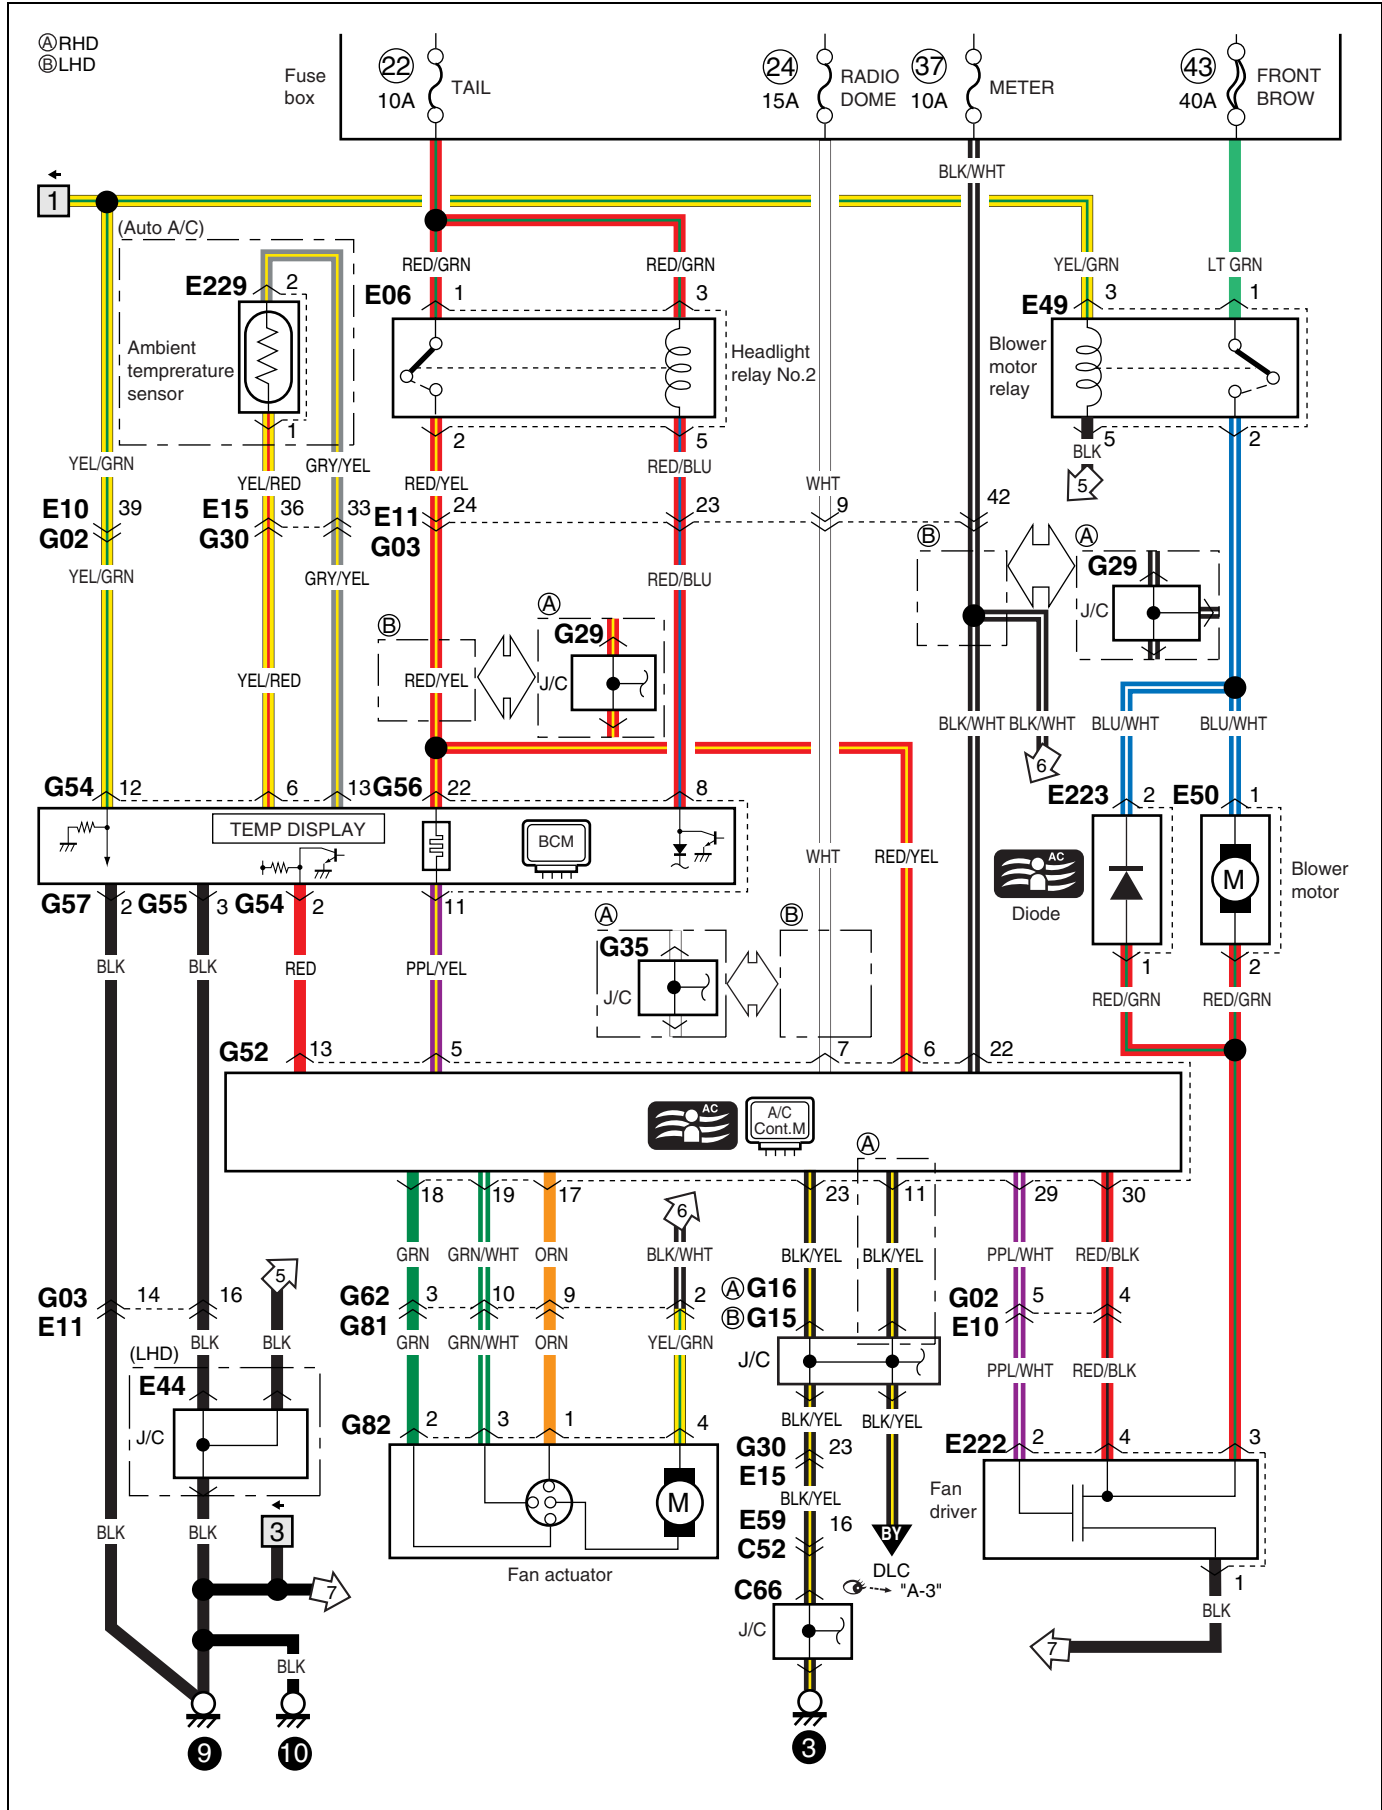 Ⓐ RHD
Ⓑ LHD
Fuse box
22 10A TAIL
24 15A RADIO DOME
37 10A METER
43 40A FRONT BROW
BLK/WHT
1
(Auto A/C)
RED/GRN RED/GRN YEL/GRN LT GRN
E229 2
E06 1 3
E49 3 1
Ambient temprerature sensor
Headlight relay No.2
Blower motor relay
1 2 5 5 2
BLK
5
YEL/GRN YEL/RED GRY/YEL RED/YEL RED/BLU WHT
E10 39 E15 36 33 E11 24 23 9 42
G02 G30 G03
Ⓑ Ⓐ
G29
J/C
YEL/GRN GRY/YEL RED/BLU
Ⓑ Ⓐ
G29
J/C
YEL/RED RED/YEL
BLK/WHT BLK/WHT BLU/WHT BLU/WHT
6
G54 12 6 13 G56 22 8
E223 2 E50 1
TEMP DISPLAY
BCM
WHT RED/YEL
AC
Diode
M
Blower motor
G57 2 G55 3 G54 2 11
Ⓐ Ⓑ
G35
J/C
BLK BLK RED PPL/YEL
1 2
RED/GRN RED/GRN
G52 13 5 7 6 22
AC
A/C Cont.M
Ⓐ
18 19 17 23 11 29 30
6
5
GRN GRN/WHT ORN BLK/WHT BLK/YEL BLK/YEL PPL/WHT RED/BLK
G03 14 16
E11
G62 3 10 9 2
G81
Ⓐ G16
Ⓑ G15
G02 5 4
E10
BLK BLK GRN GRN/WHT ORN YEL/GRN
J/C
PPL/WHT RED/BLK
(LHD)
E44
J/C
G82 2 3 1 4
BLK/YEL BLK/YEL
G30 23
E15
E222 2 4 3
M
BLK/YEL
Fan driver
BLK BLK 3
E59 16
C52
BY
DLC
"A-3"
Fan actuator
7
C66
J/C
1
BLK
7
BLK
9 10 3